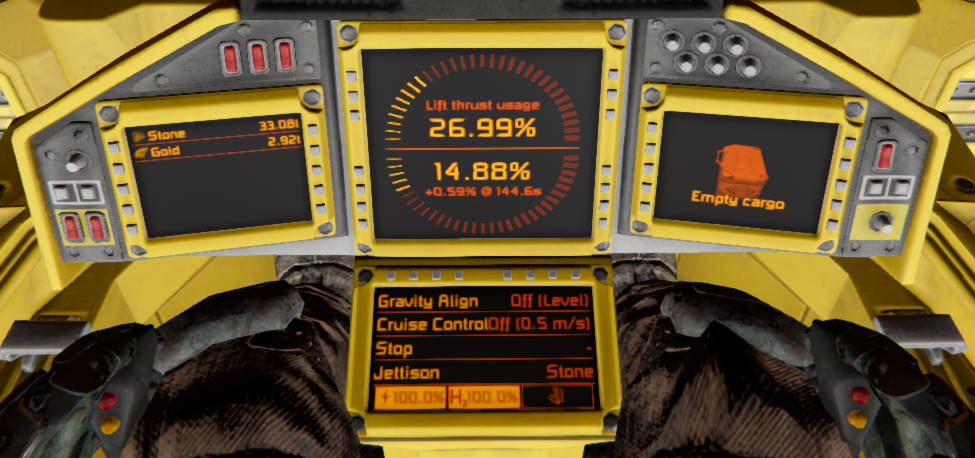 Stone 33.08t
Gold 2.92t
Lift thrust usage
26.99%
14.88%
+0.59% @ 144.6s
Empty cargo
Gravity Align Off (Level)
Cruise Control Off (0.5 m/s)
Stop -
Jettison Stone
100.0% H2 100.0%